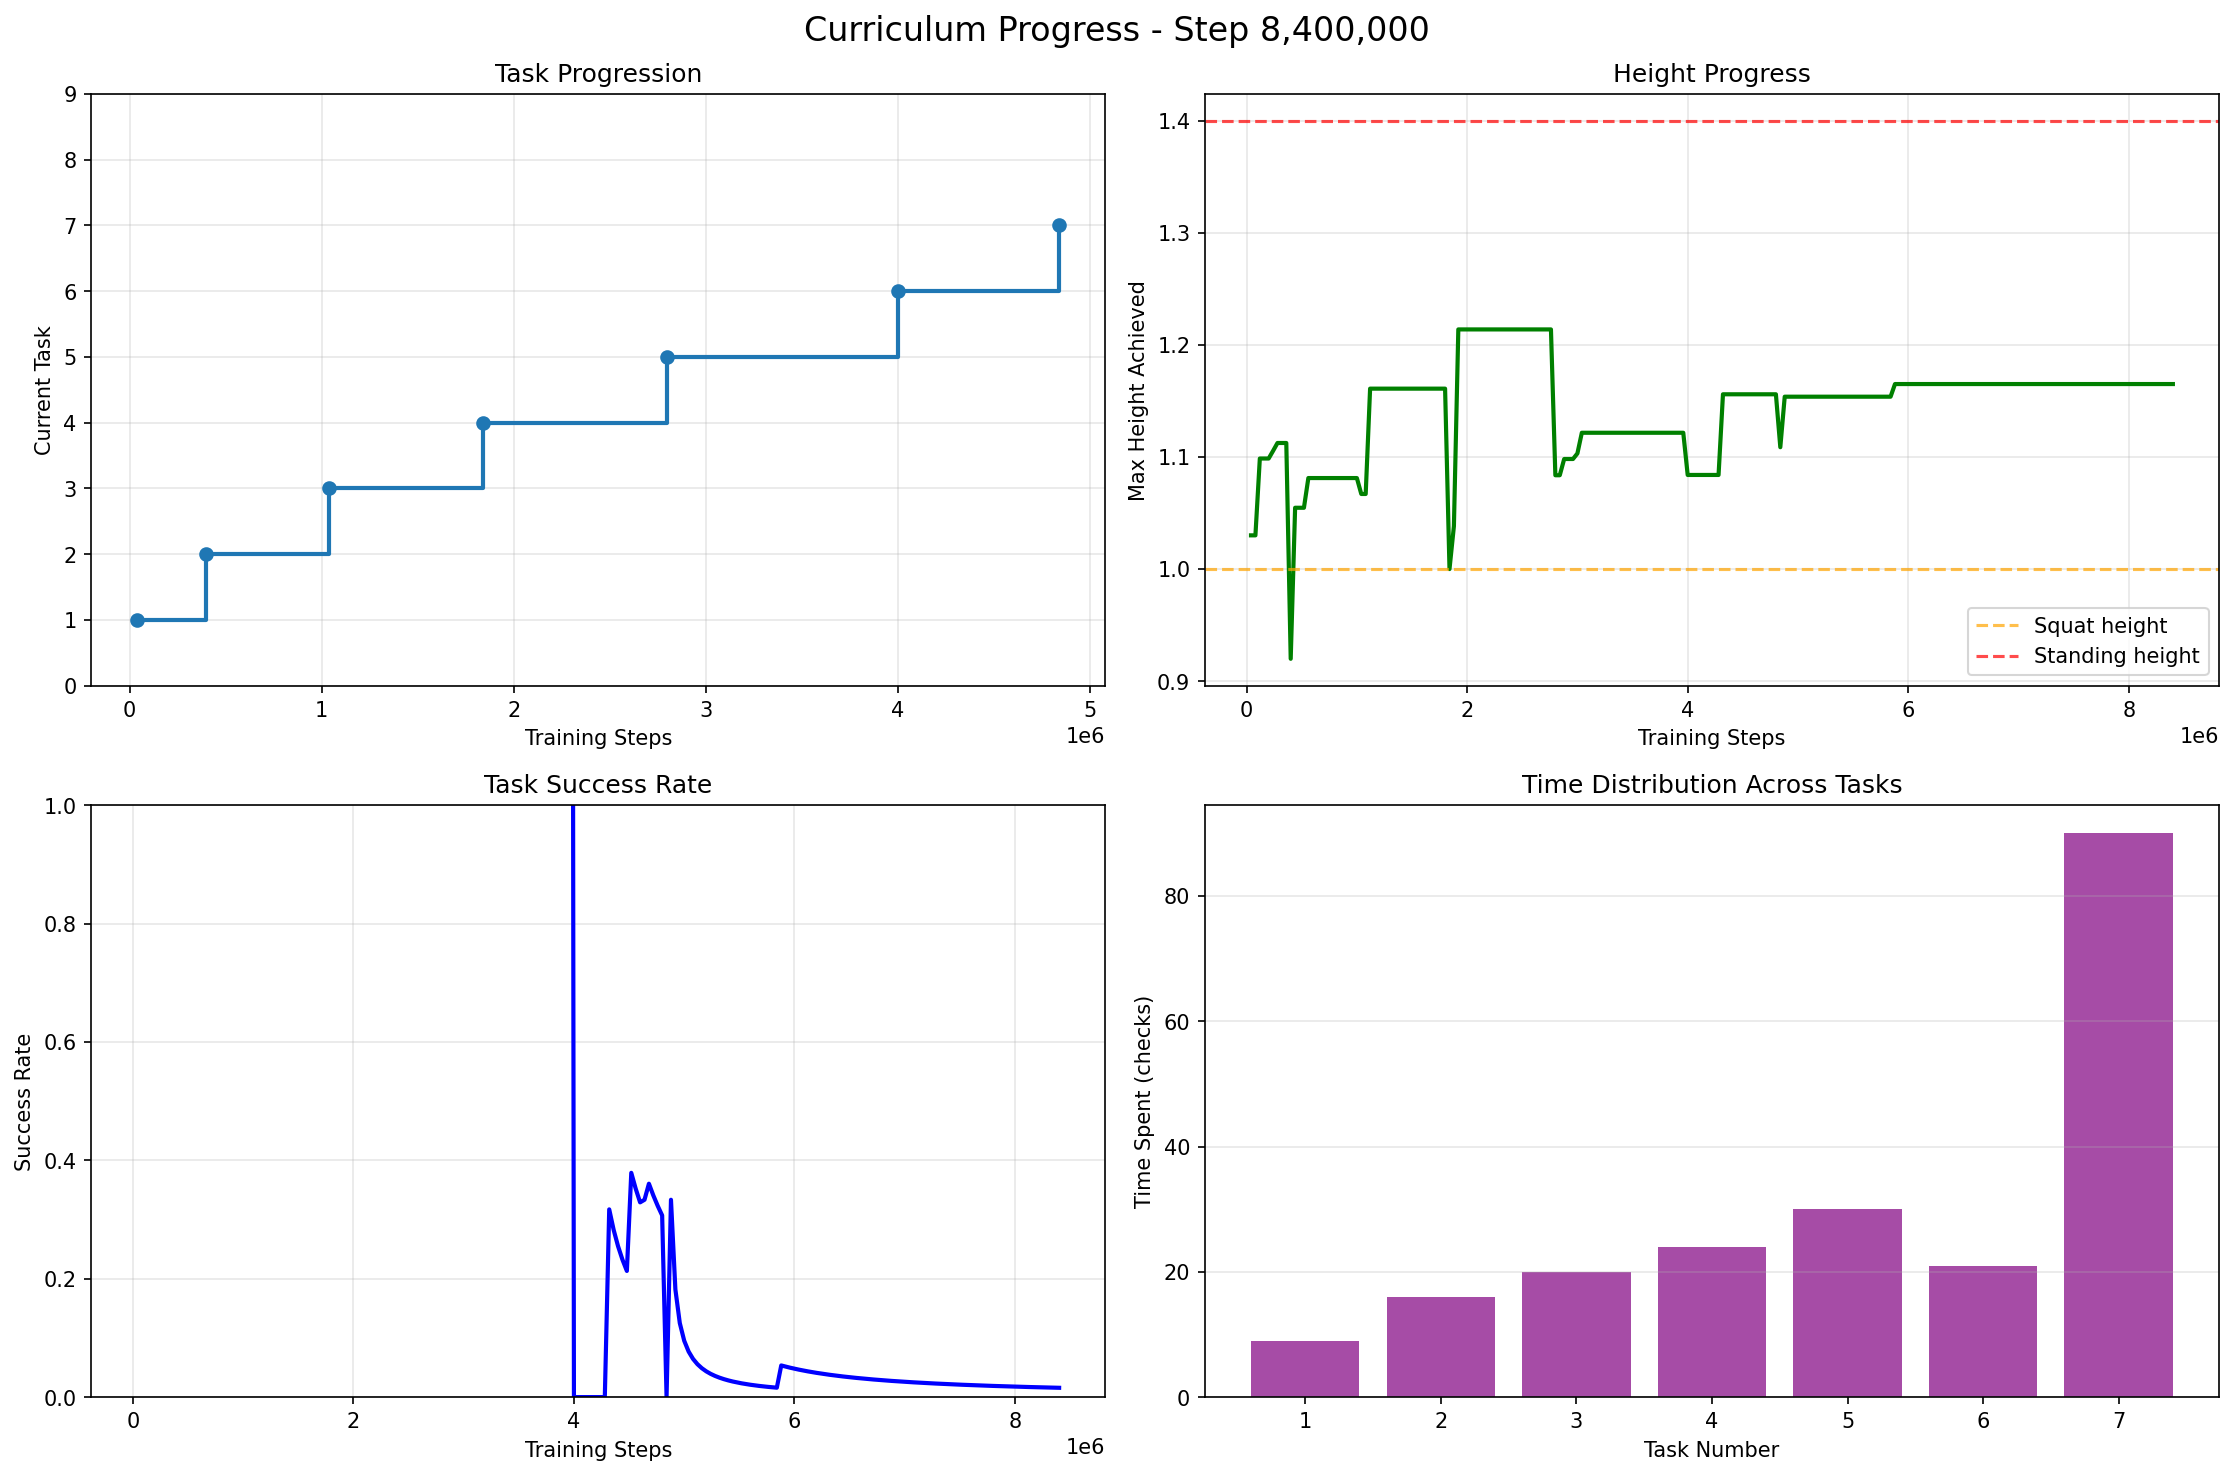 Curriculum Progress - Step 8,400,000
Task Progression
9
8
7
6
5
4
3
2
1
0
Current Task
0 1 2 3 4 5
1e6
Training Steps
Height Progress
1.4
1.3
1.2
1.1
1.0
0.9
Max Height Achieved
Squat height
Standing height
0 2 4 6 8
1e6
Training Steps
Task Success Rate
1.0
0.8
0.6
0.4
0.2
0.0
Success Rate
0 2 4 6 8
1e6
Training Steps
Time Distribution Across Tasks
80
60
40
20
0
Time Spent (checks)
1 2 3 4 5 6 7
Task Number